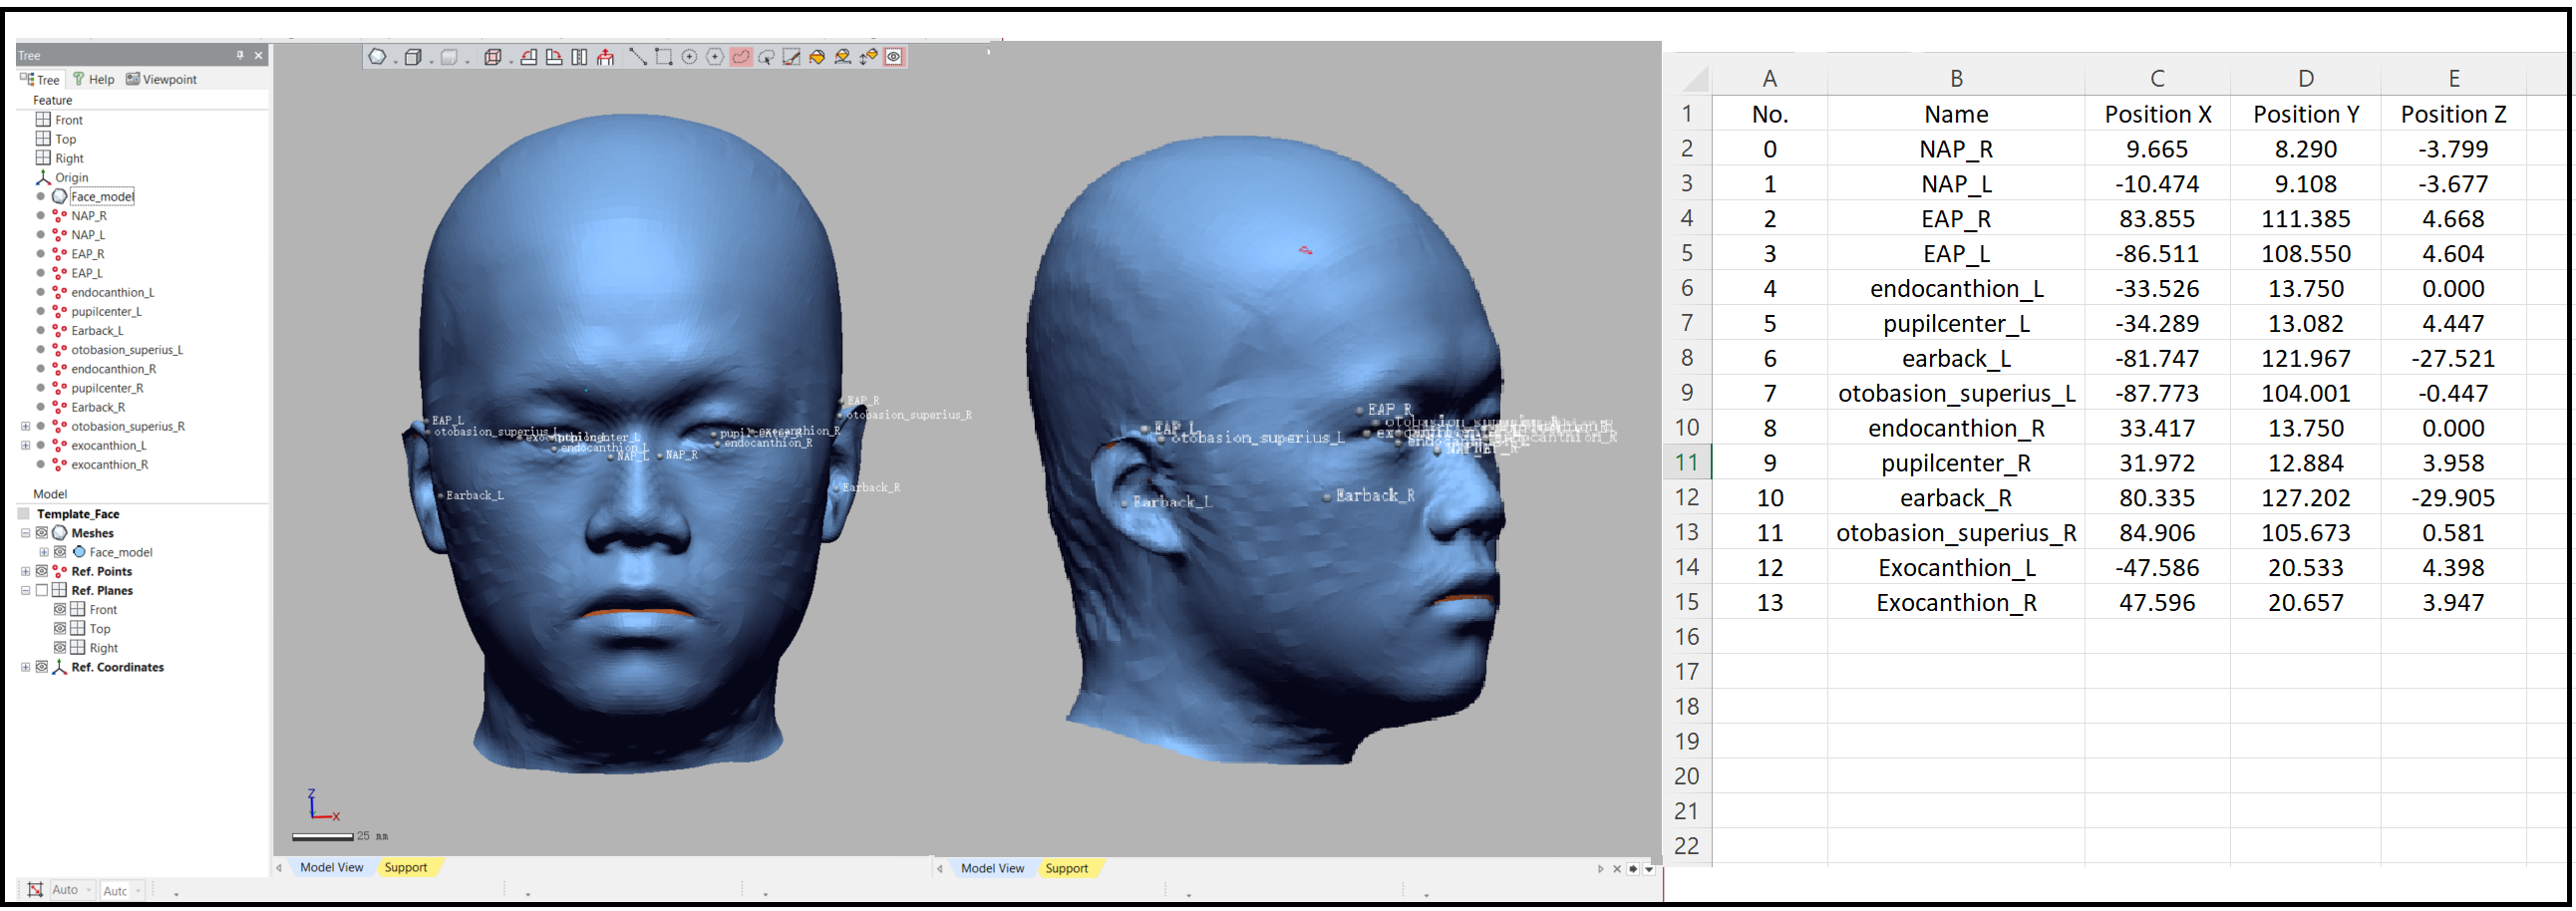 Tree
Tree Help Viewpoint
Feature
Front
Top
Right
Origin
Face_model
NAP_R
NAP_L
EAP_R
EAP_L
endocanthion_L
pupilcenter_L
Earback_L
otobasion_superius_L
endocanthion_R
pupilcenter_R
Earback_R
otobasion_superius_R
exocanthion_L
exocanthion_R
Model
Template_Face
Meshes
Face_model
Ref. Points
Ref. Planes
Front
Top
Right
Ref. Coordinates
Auto Autc
EAP_R
otobasion_superius_R
EAP_L
otobasion_superius_L
exocanthion_R
endocanthion_L
endocanthion_R
NAP_L NAP_R
Earback_L
Earback_R
Z
X
25 mm
Model View Support
EAP_R
EAP_L
otobasion_superius_L
Earback_R
Earback_L
Model View Support
A B C D E
1 No. Name Position X Position Y Position Z
2 0 NAP_R 9.665 8.290 -3.799
3 1 NAP_L -10.474 9.108 -3.677
4 2 EAP_R 83.855 111.385 4.668
5 3 EAP_L -86.511 108.550 4.604
6 4 endocanthion_L -33.526 13.750 0.000
7 5 pupilcenter_L -34.289 13.082 4.447
8 6 earback_L -81.747 121.967 -27.521
9 7 otobasion_superius_L -87.773 104.001 -0.447
10 8 endocanthion_R 33.417 13.750 0.000
11 9 pupilcenter_R 31.972 12.884 3.958
12 10 earback_R 80.335 127.202 -29.905
13 11 otobasion_superius_R 84.906 105.673 0.581
14 12 Exocanthion_L -47.586 20.533 4.398
15 13 Exocanthion_R 47.596 20.657 3.947
16
17
18
19
20
21
22